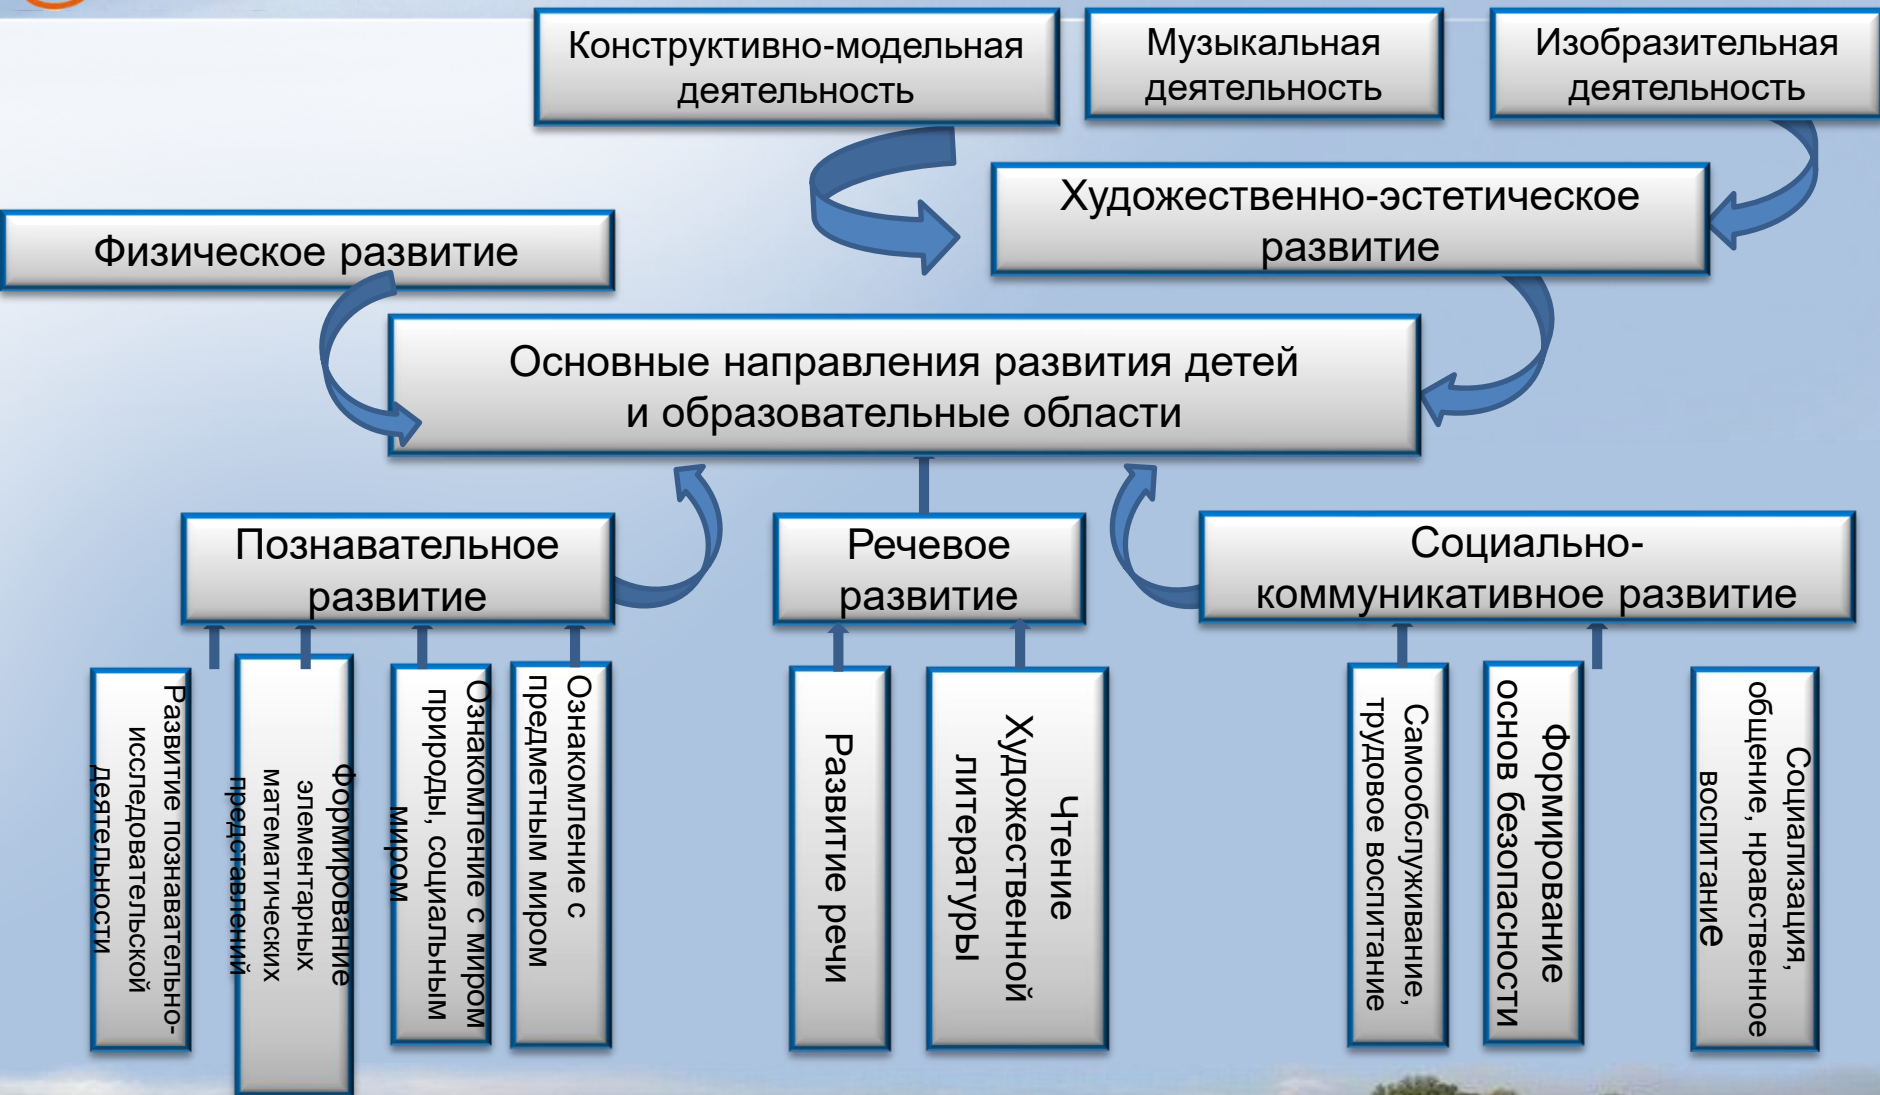 Конструктивно-модельная
деятельность
Музыкальная
деятельность
Изобразительная
деятельность
Художественно-эстетическое
развитие
Физическое развитие
Основные направления развития детей
и образовательные области
Познавательное
развитие
Речевое
развитие
Социально-
коммуникативное развитие
Развитие познавательно-
исследовательской
деятельности
Формирование
элементарных
математических
представлений
Ознакомление с миром
природы, социальным
миром
Ознакомление с
предметным миром
Развитие речи
Чтение
Художественной
литературы
Самообслуживание,
трудовое воспитание
Формирование
основ безопасности
Социализация,
общение, нравственное
воспитание